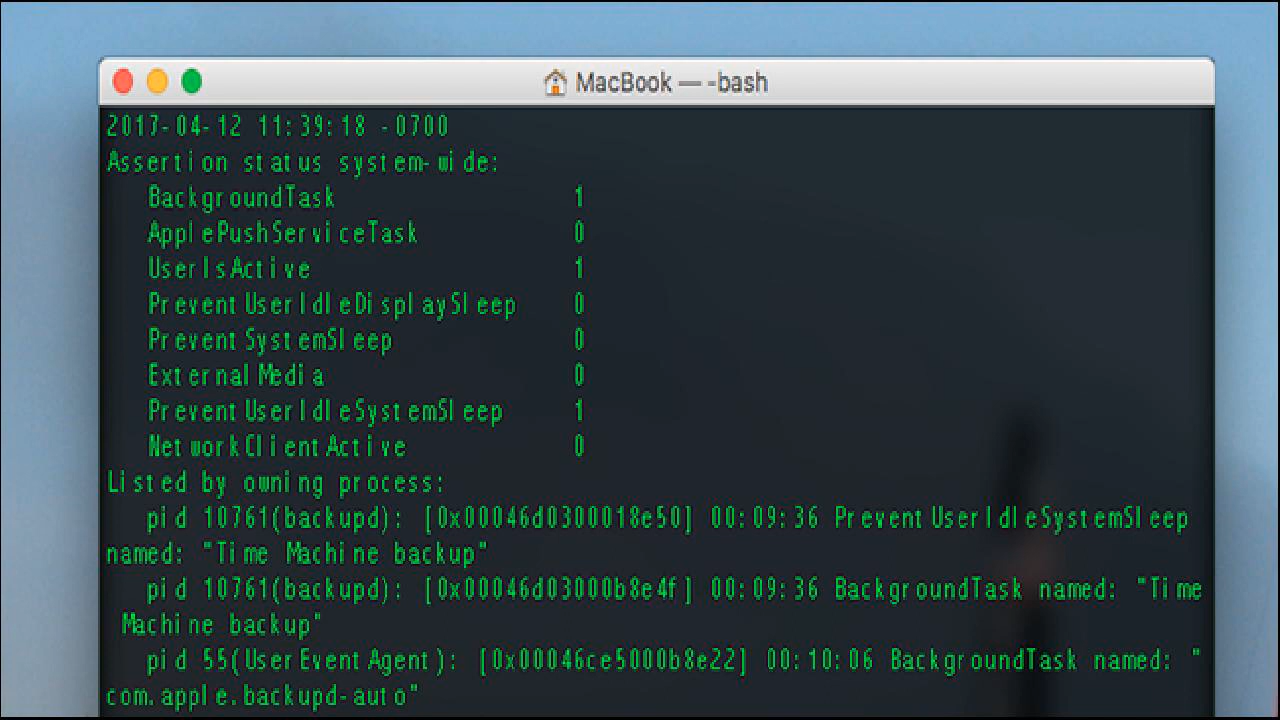 MacBook — -bash
2017-04-12 11:39:18 -0700
Assertion status system-wide:
BackgroundTask 1
ApplePushServiceTask 0
UserIsActive 1
PreventUserIdleDisplaySleep 0
PreventSystemSleep 0
ExternalMedia 0
PreventUserIdleSystemSleep 1
NetworkClientActive 0
Listed by owning process:
pid 10761(backupd): [0x00046d0300018e50] 00:09:36 PreventUserIdleSystemSleep
named: "Time Machine backup"
pid 10761(backupd): [0x00046d03000b8e4f] 00:09:36 BackgroundTask named: "Time
Machine backup"
pid 55(UserEventAgent): [0x00046ce5000b8e22] 00:10:06 BackgroundTask named: "
com.apple.backupd-auto"